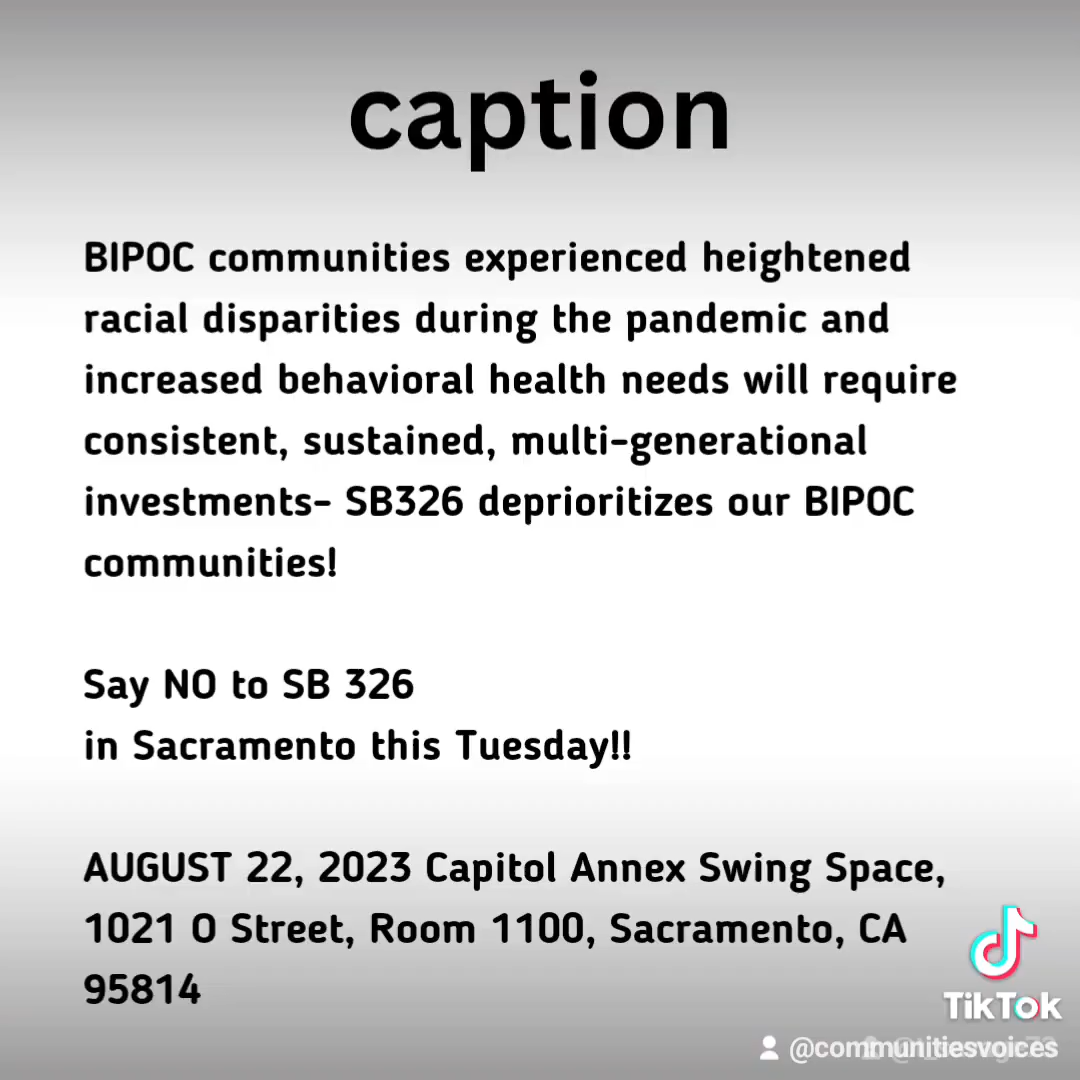 caption
BIPOC communities experienced heightened
racial disparities during the pandemic and
increased behavioral health needs will require
consistent, sustained, multi-generational
investments- SB326 deprioritizes our BIPOC
communities!
Say NO to SB 326
in Sacramento this Tuesday!!
AUGUST 22, 2023 Capitol Annex Swing Space,
1021 O Street, Room 1100, Sacramento, CA
95814
TikTok
@communitiesvoices